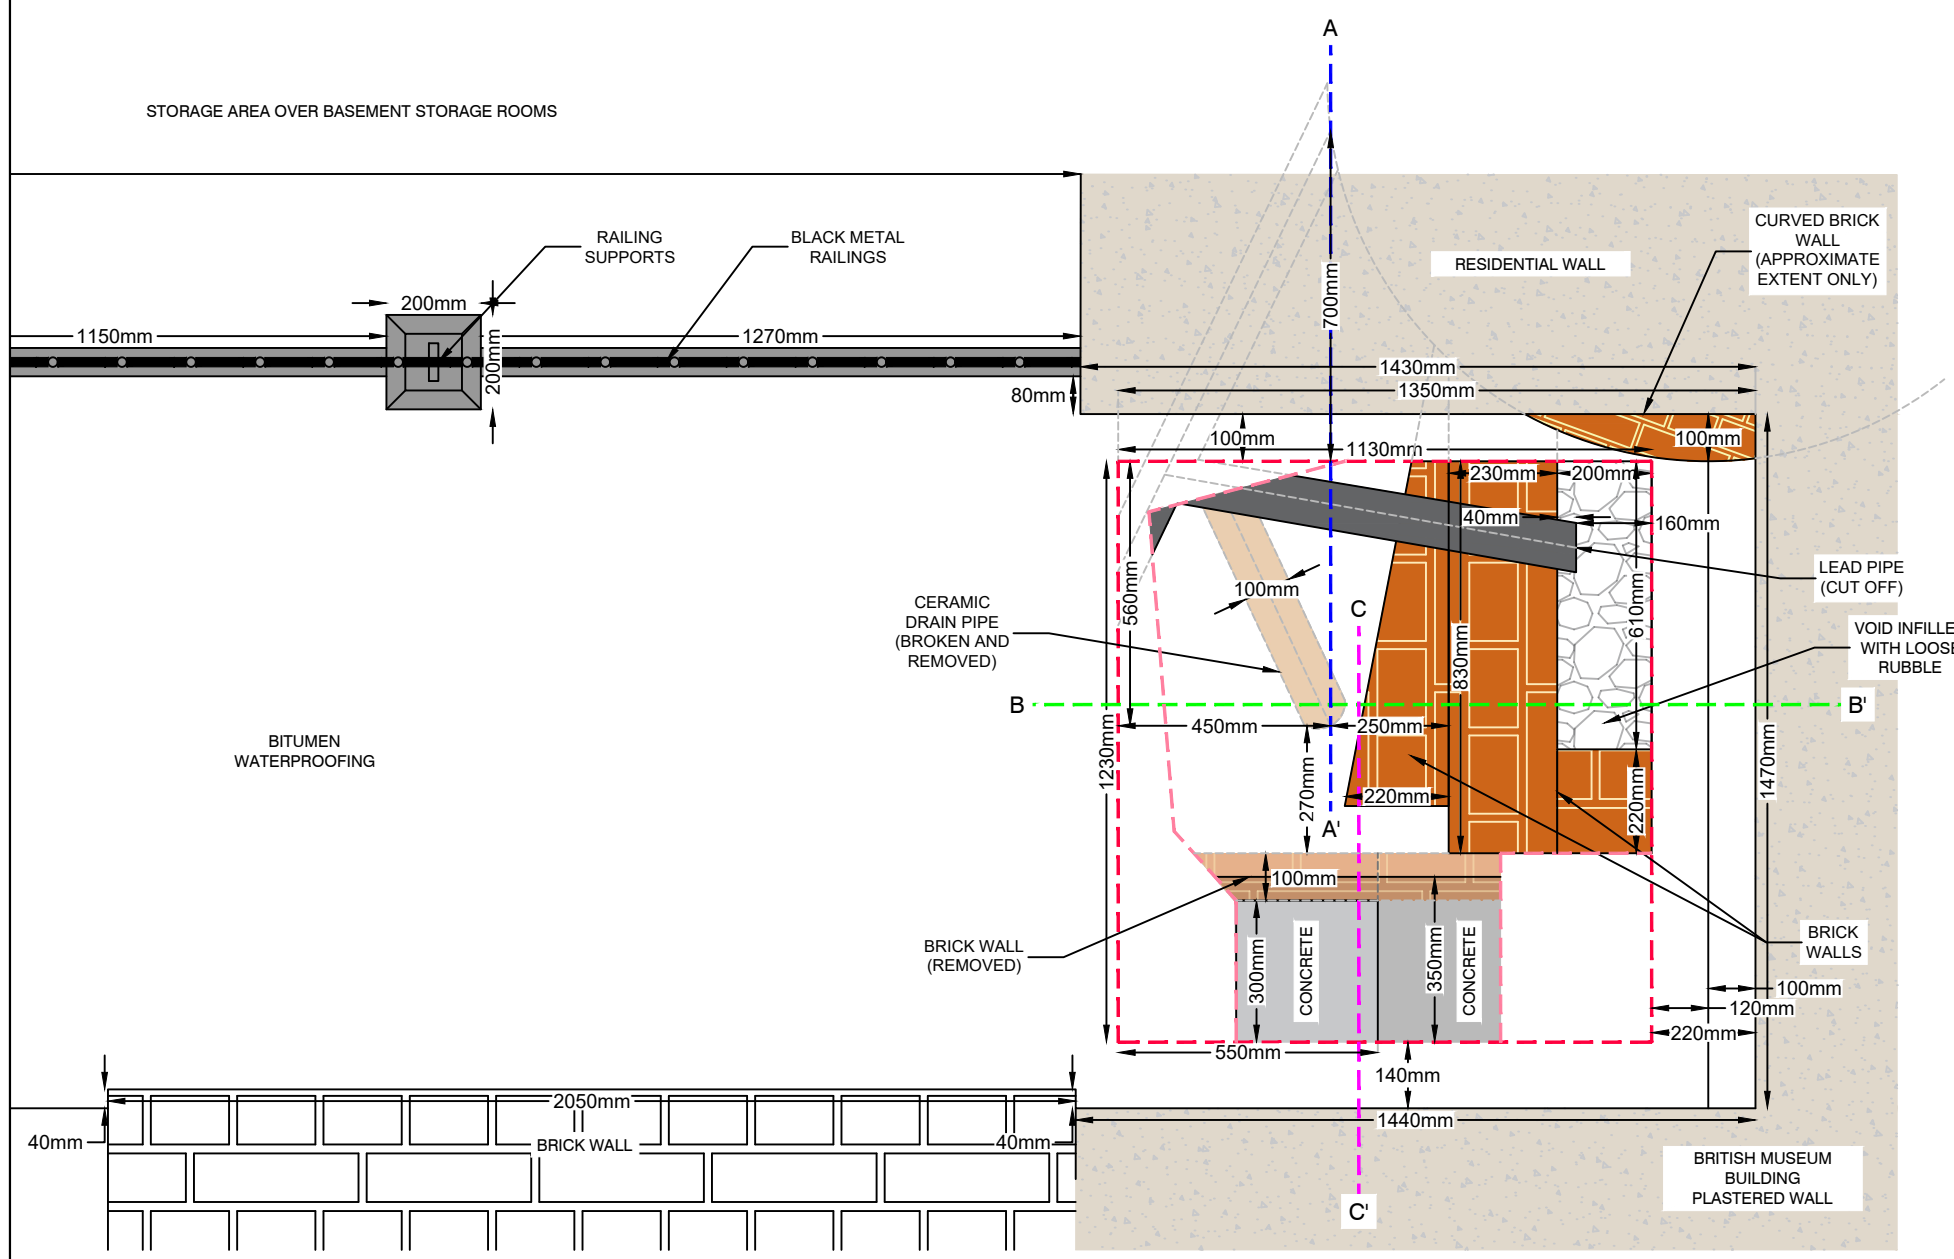 A
STORAGE AREA OVER BASEMENT STORAGE ROOMS
RAILING
SUPPORTS
BLACK METAL
RAILINGS
CURVED BRICK
WALL
(APPROXIMATE
EXTENT ONLY)
RESIDENTIAL WALL
700mm
200mm
1150mm
1270mm
200mm
1430mm
1350mm
80mm
100mm
100mm
1130mm
230mm
200mm
40mm
160mm
560mm
100mm
610mm
LEAD PIPE
(CUT OFF)
CERAMIC
DRAIN PIPE
(BROKEN AND
REMOVED)
C
830mm
VOID INFILLE
WITH LOOSE
RUBBLE
B
B'
450mm
250mm
1230mm
1470mm
BITUMEN
WATERPROOFING
270mm
220mm
220mm
A'
100mm
BRICK WALL
(REMOVED)
300mm
CONCRETE
350mm
CONCRETE
BRICK
WALLS
100mm
120mm
220mm
550mm
140mm
2050mm
1440mm
40mm
BRICK WALL
40mm
BRITISH MUSEUM
BUILDING
PLASTERED WALL
C'